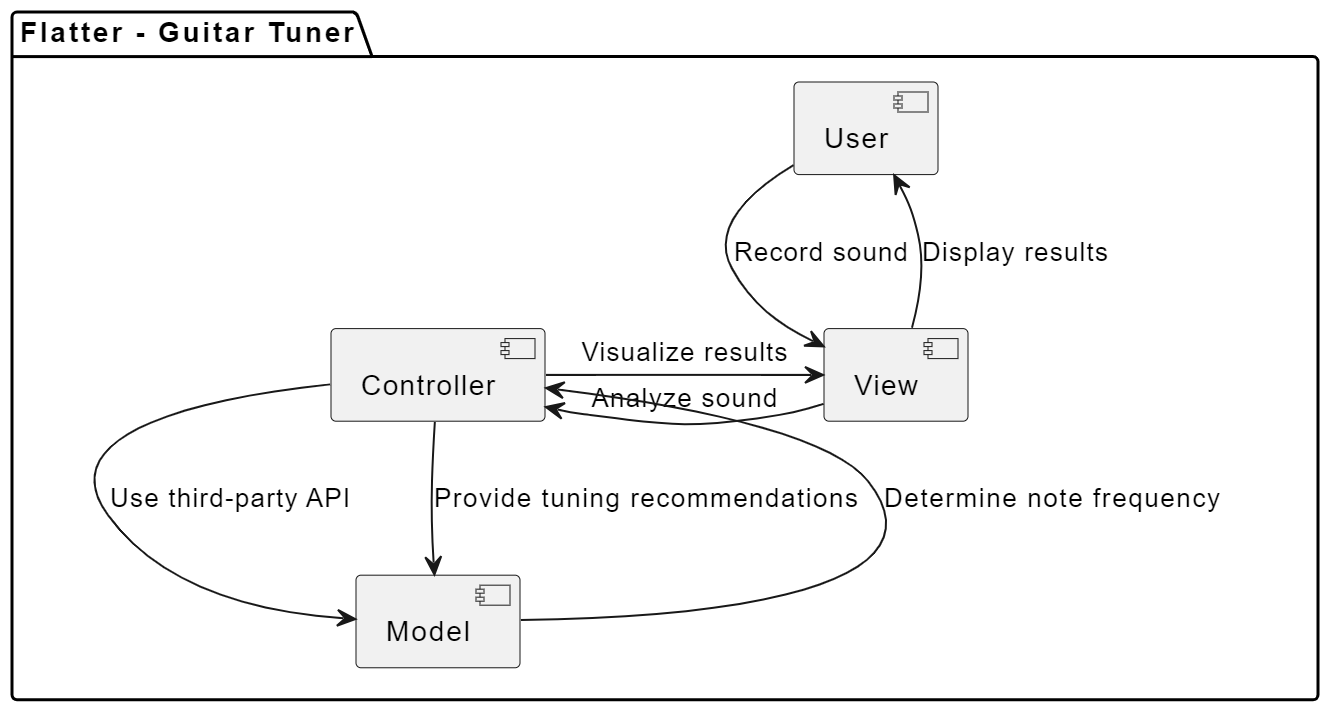 Flatter - Guitar Tuner
User
Record sound
Display results
Visualize results
Controller
View
Analyze sound
Use third-party API
Provide tuning recommendations
Determine note frequency
Model